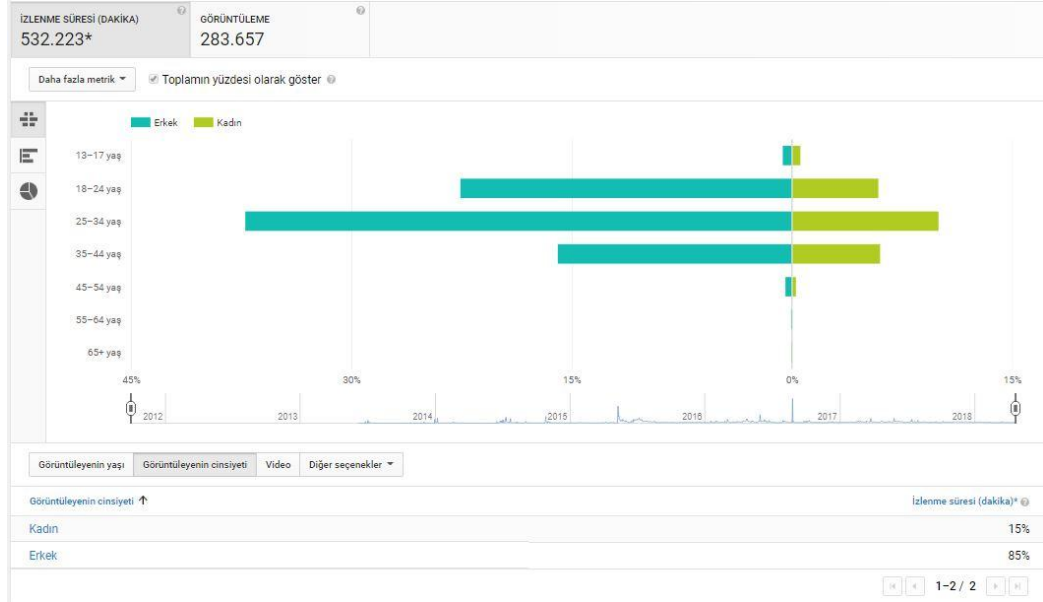 İZLENME SÜRESİ (DAKİKA)
532.223*
GÖRÜNTÜLEME
283.657
Daha fazla metrik
Toplamın yüzdesi olarak göster
Erkek Kadın
13–17 yaş
18–24 yaş
25–34 yaş
35–44 yaş
45–54 yaş
55–64 yaş
65+ yaş
45% 30% 15% 0% 15%
2012 2013 2014 2015 2016 2017 2018
Görüntüleyenin yaşı Görüntüleyenin cinsiyeti Video Diğer seçenekler
Görüntüleyenin cinsiyeti ↑ İzlenme süresi (dakika)*
Kadın 15%
Erkek 85%
1–2 / 2